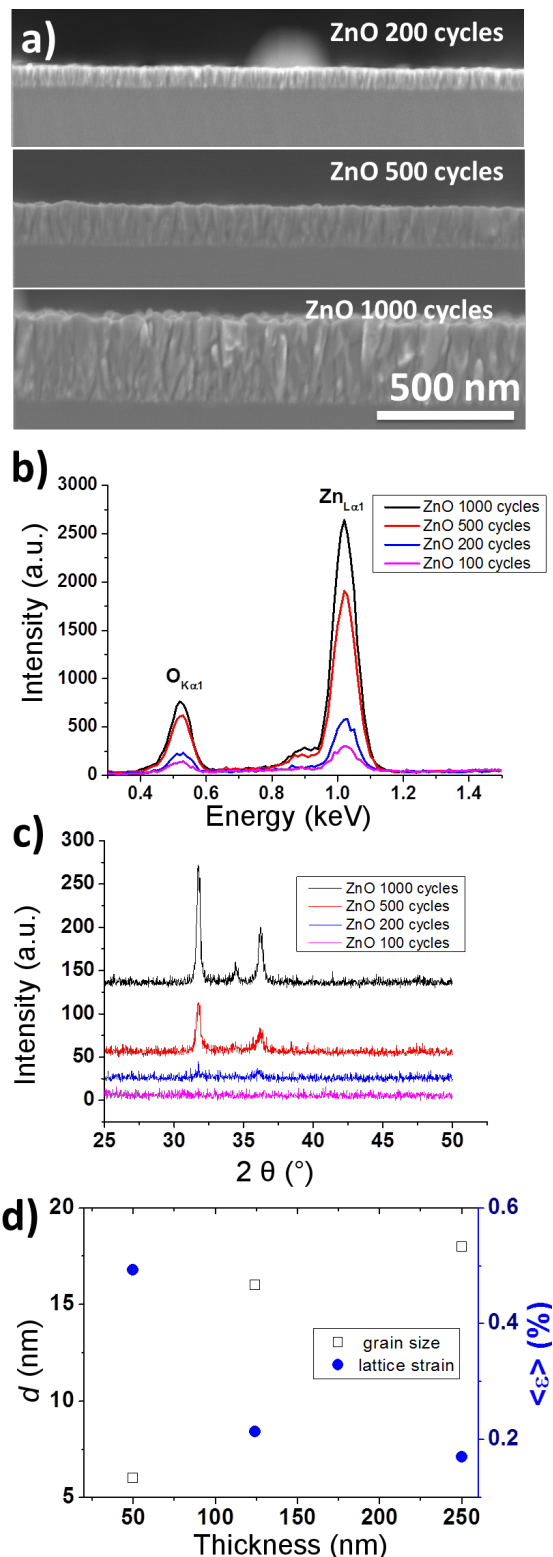 a)
ZnO 200 cycles
ZnO 500 cycles
ZnO 1000 cycles
500 nm
b)
3000
2500
2000
1500
1000
500
0
Intensity (a.u.)
O Kα1
Zn Lα1
ZnO 1000 cycles
ZnO 500 cycles
ZnO 200 cycles
ZnO 100 cycles
0.4 0.6 0.8 1.0 1.2 1.4
Energy (keV)
c)
300
250
200
150
100
50
0
Intensity (a.u.)
ZnO 1000 cycles
ZnO 500 cycles
ZnO 200 cycles
ZnO 100 cycles
25 30 35 40 45 50
2 θ (°)
d)
20
15
10
5
d (nm)
grain size
lattice strain
0.6
0.4
0.2
<ε> (%)
50 100 150 200 250
Thickness (nm)